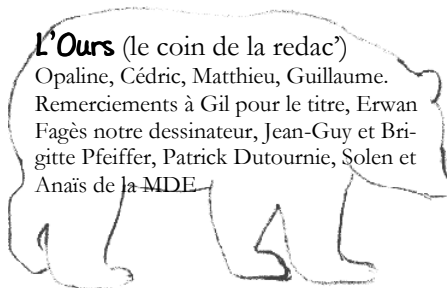 L'Ours (le coin de la redac')
Opaline, Cédric, Matthieu, Guillaume.
Remerciements à Gil pour le titre, Erwan
Fagès notre dessinateur, Jean-Guy et Bri-
gitte Pfeiffer, Patrick Dutournie, Solen et
Anaïs de la MDE